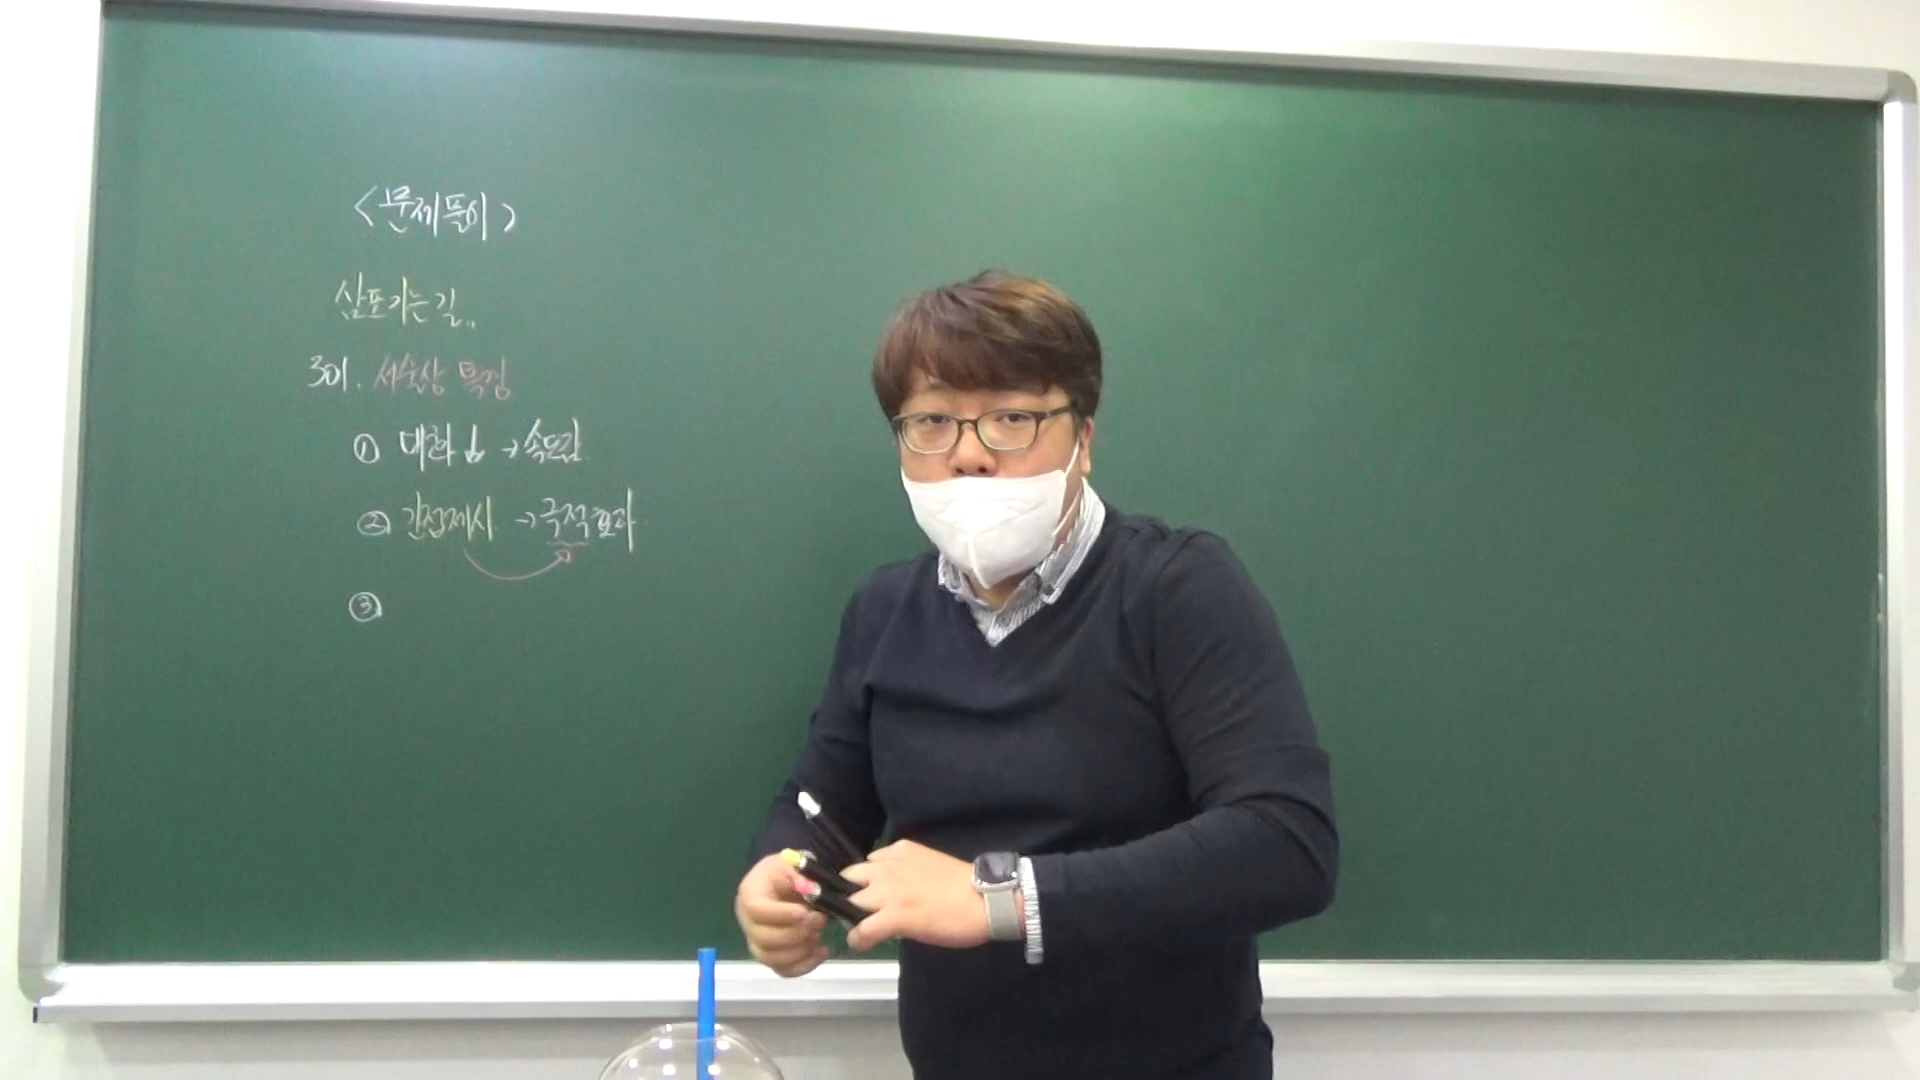 <문제풀이>
삼포가는길
301. 서술상 특징
① 대화 → 속도감
② 간접제시 → 극적효과
③